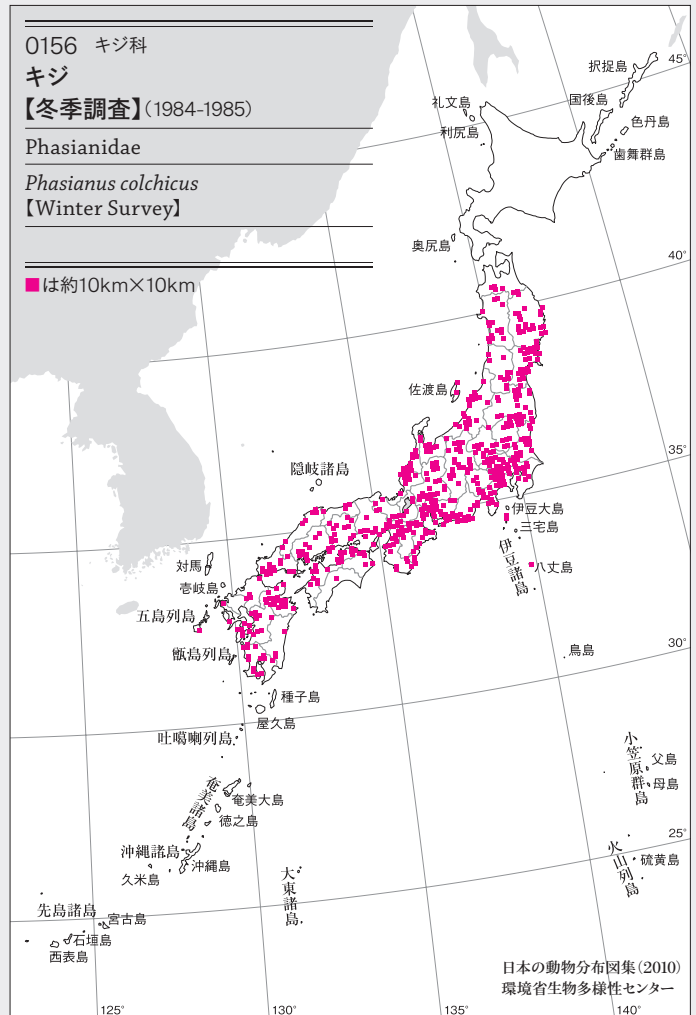 0156 キジ科
キジ
【冬季調査】(1984-1985)
Phasianidae
Phasianus colchicus
【Winter Survey】
■は約10km×10km
択捉島
45°
礼文島
国後島
色丹島
利尻島
歯舞群島
奥尻島
40°
佐渡島
35°
隠岐諸島
伊豆大島
三宅島
伊豆諸島
八丈島
対馬
壱岐島
五島列島
甑島列島
鳥島
30°
種子島
屋久島
吐噶喇列島
小笠原群島
父島
母島
奄美諸島
奄美大島
徳之島
25°
沖縄諸島
沖縄島
久米島
火山列島
硫黄島
大東諸島
先島諸島
宮古島
石垣島
西表島
日本の動物分布図集(2010)
環境省生物多様性センター
125°
130°
135°
140°